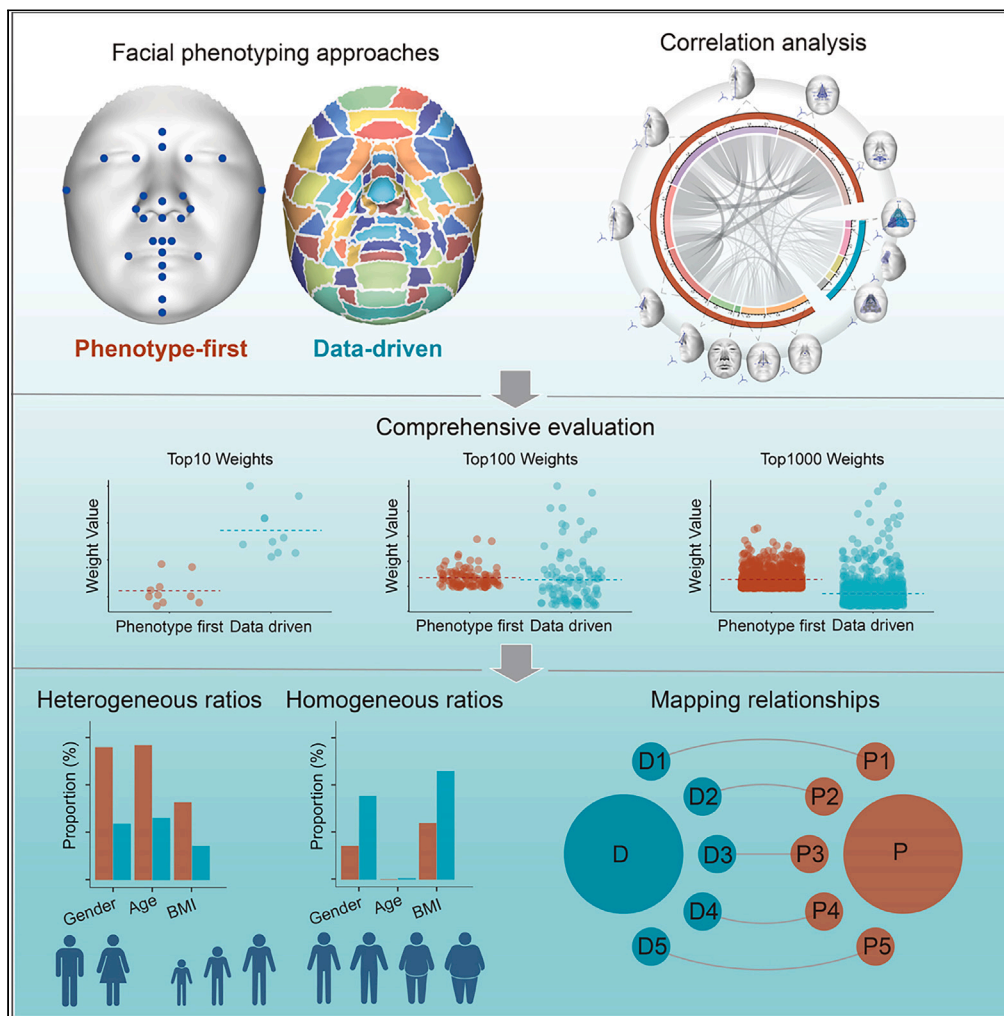 Facial phenotyping approaches
Correlation analysis
Phenotype-first
Data-driven
Comprehensive evaluation
Top10 Weights
Top100 Weights
Top1000 Weights
Weight Value
Weight Value
Weight Value
Phenotype first Data driven
Phenotype first Data driven
Phenotype first Data driven
Heterogeneous ratios
Homogeneous ratios
Mapping relationships
Proportion (%)
Gender
Age
BMI
Proportion (%)
Gender
Age
BMI
D1
P1
D2
P2
D
D3
P3
P
D4
P4
D5
P5